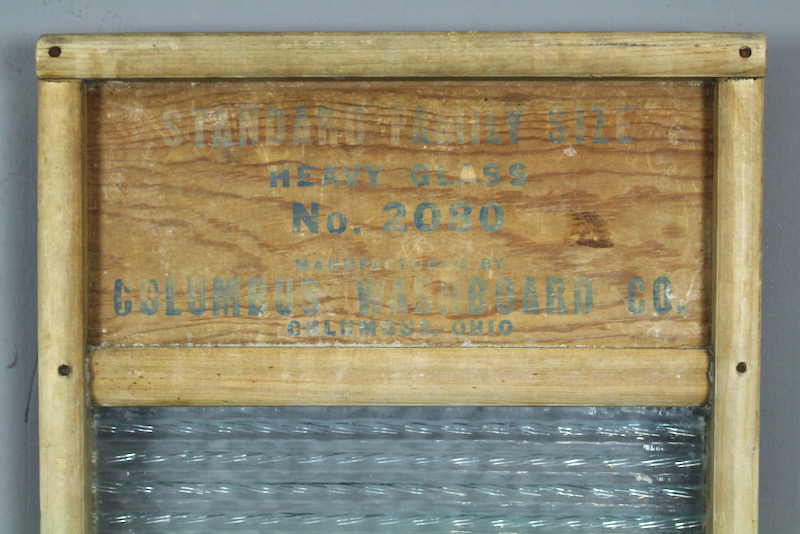 STANDARD FAMILY SIZE
HEAVY GLASS
No. 2080
MANUFACTURED BY
COLUMBUS WASHBOARD CO.
COLUMBUS, OHIO